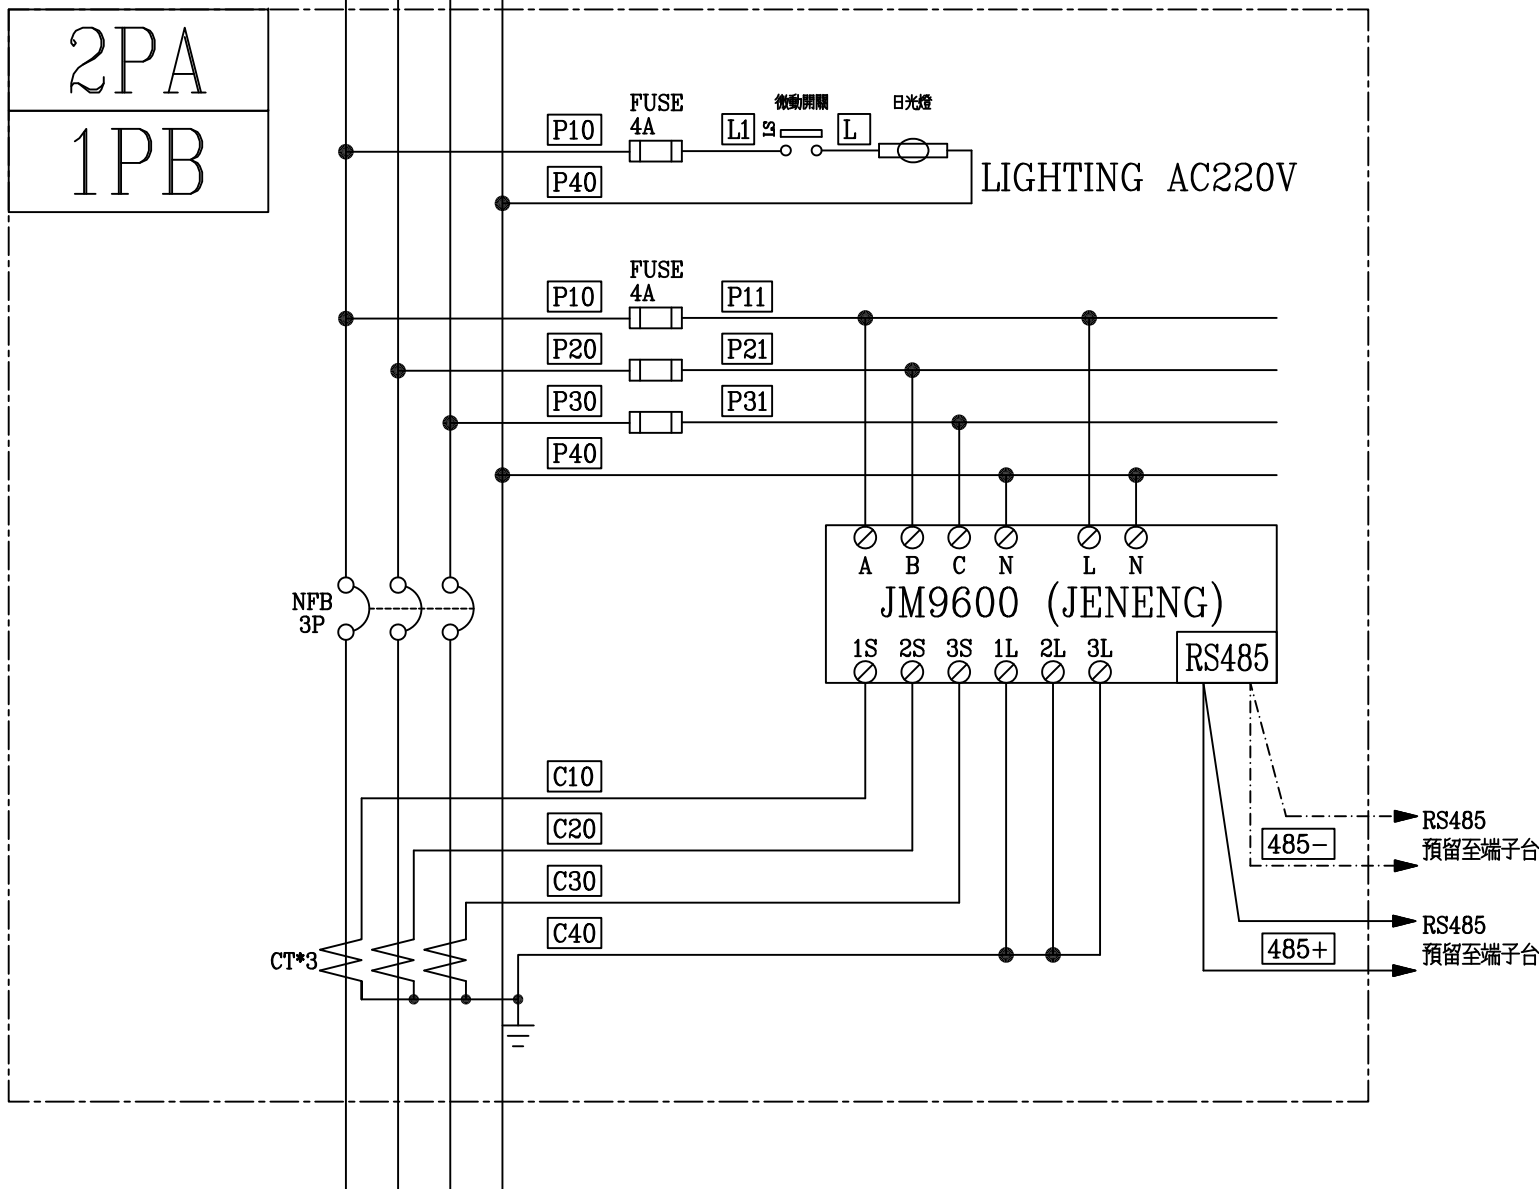 2PA
1PB
FUSE
4A
P10
L1
LS
微動開關
L
日光燈
P40
LIGHTING AC220V
FUSE
4A
P10
P11
P20
P21
P30
P31
P40
A B C N L N
NFB
3P
JM9600 (JENENG)
1S 2S 3S 1L 2L 3L
RS485
C10
C20
C30
C40
CT*3
RS485
485-
預留至端子台
RS485
485+
預留至端子台